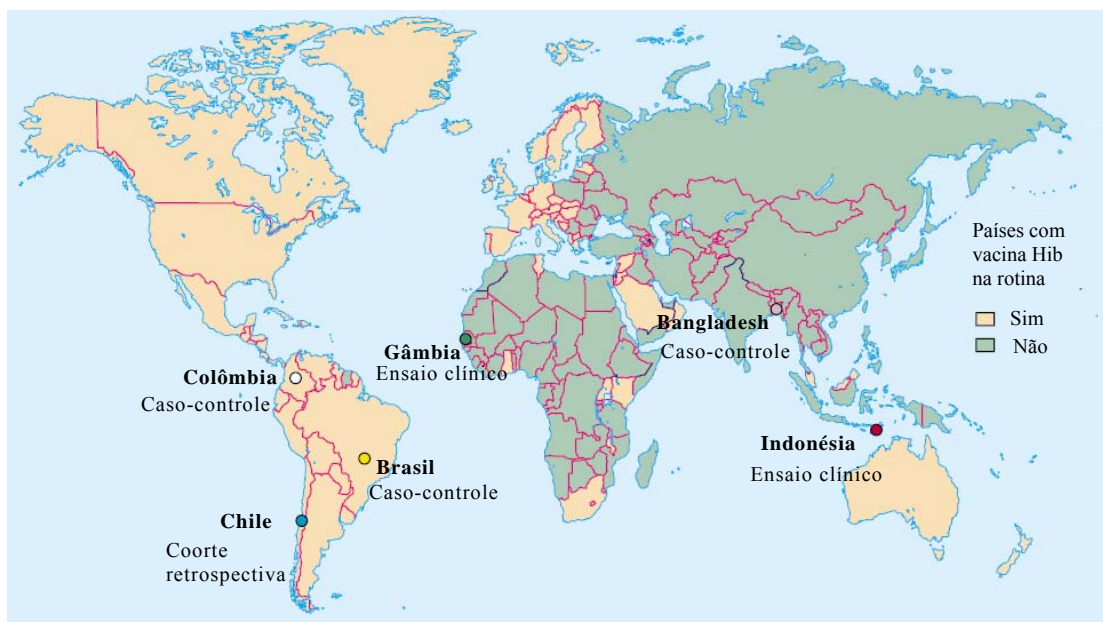 Países com
vacina Hib
na rotina
Sim
Não
Bangladesh
Caso-controle
Gâmbia
Ensaio clínico
Colômbia
Caso-controle
Indonésia
Ensaio clínico
Brasil
Caso-controle
Chile
Coorte
retrospectiva